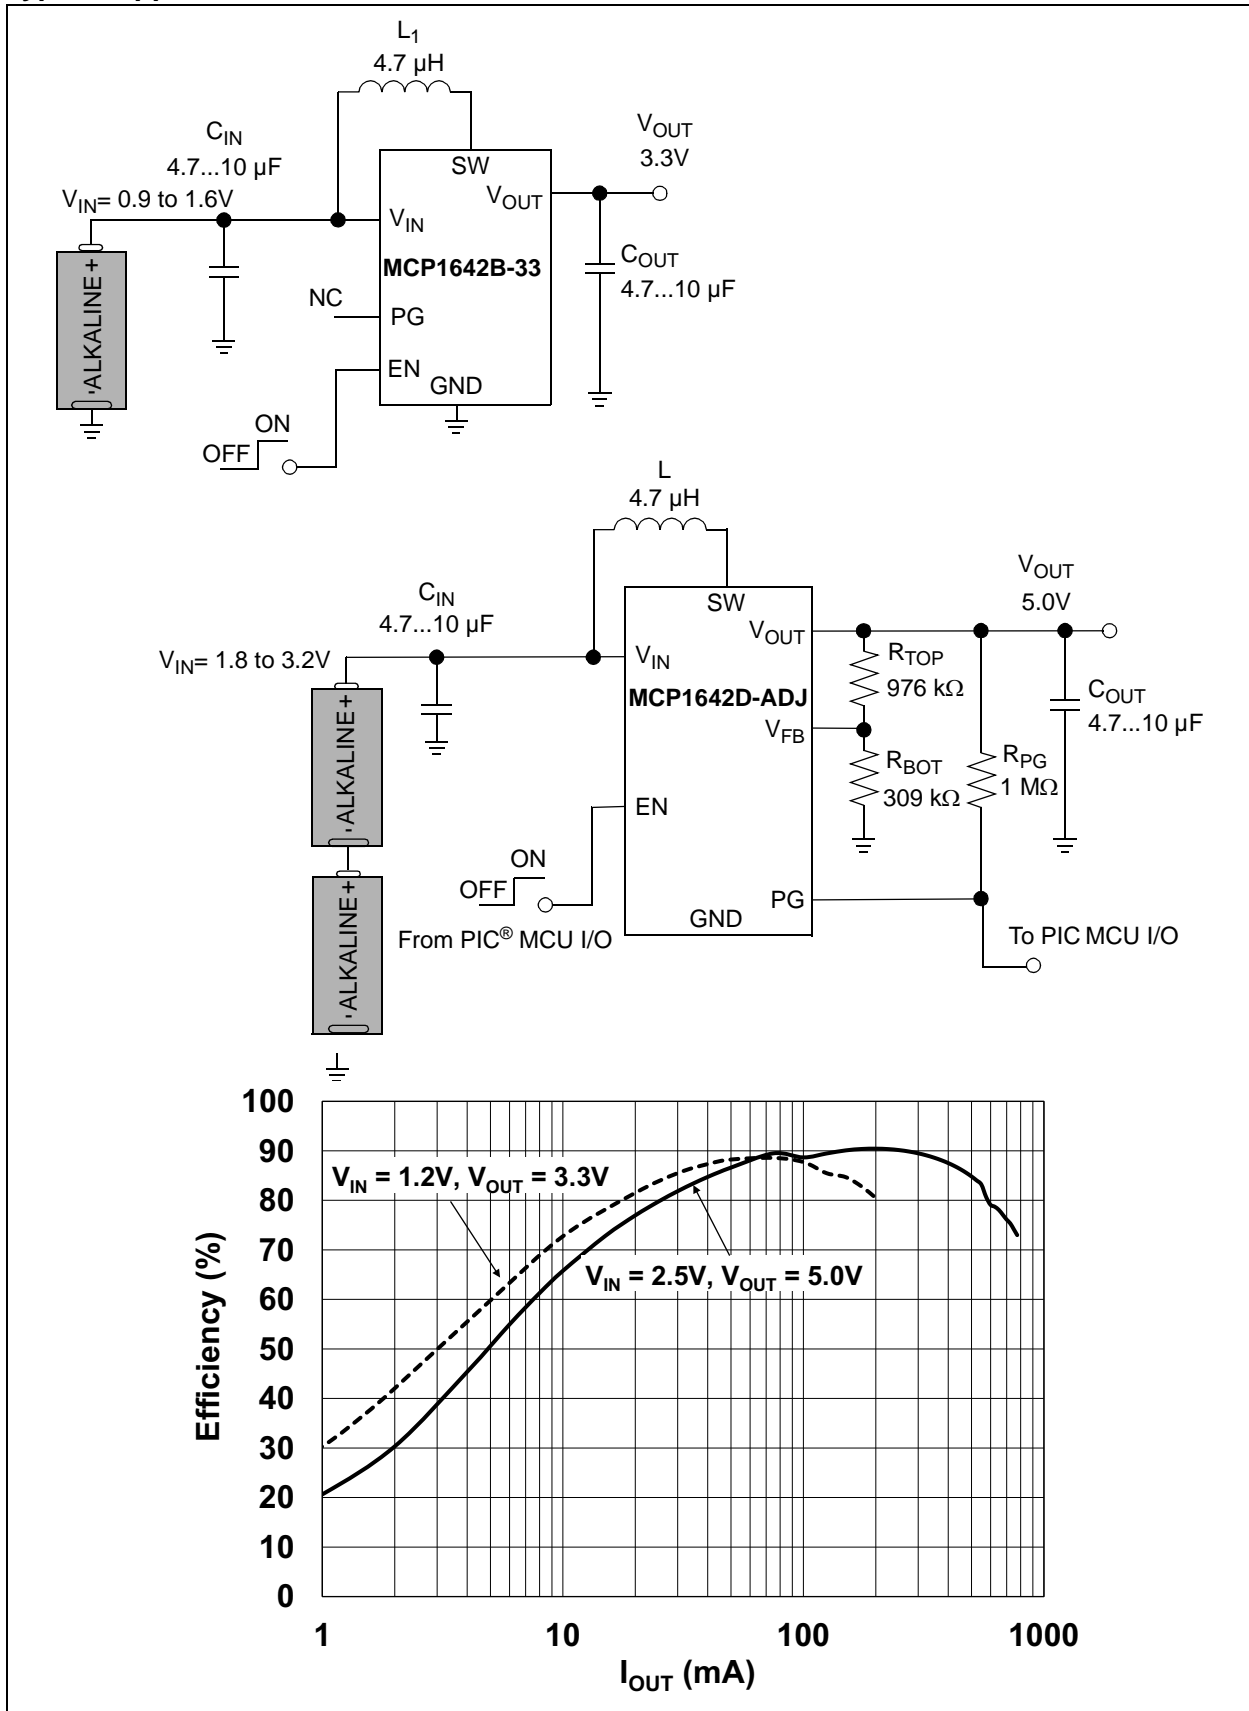 L1
4.7 µH
CIN
4.7...10 µF
VIN= 0.9 to 1.6V
VOUT
3.3V
SW
VOUT
VIN
MCP1642B-33
COUT
4.7...10 µF
NC
PG
EN
GND
ON
OFF
-ALKALINE+
L
4.7 µH
CIN
4.7...10 µF
VIN= 1.8 to 3.2V
VOUT
5.0V
SW
VOUT
VIN
RTOP
976 kΩ
MCP1642D-ADJ
COUT
4.7...10 µF
VFB
RBOT
309 kΩ
RPG
1 MΩ
EN
ON
OFF
PG
GND
From PIC® MCU I/O
To PIC MCU I/O
-ALKALINE+
-ALKALINE+
100
90
80
70
60
50
40
30
20
10
0
Efficiency (%)
VIN = 1.2V, VOUT = 3.3V
VIN = 2.5V, VOUT = 5.0V
1 10 100 1000
IOUT (mA)